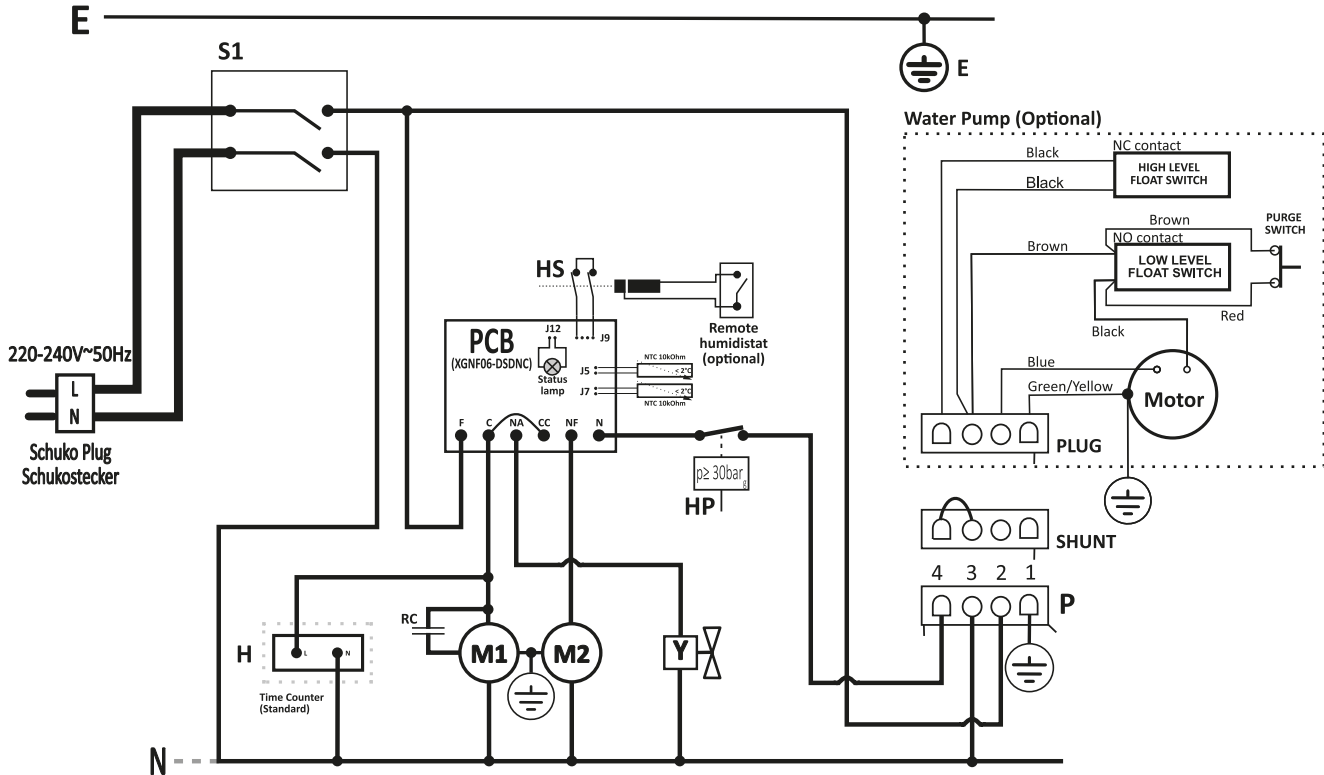 E
S1
E
Water Pump (Optional)
NC contact
Black
HIGH LEVEL
FLOAT SWITCH
Black
Brown
PURGE
SWITCH
NO contact
Brown
LOW LEVEL
FLOAT SWITCH
Red
Black
Blue
Green/Yellow
Motor
PLUG
HS
Remote
humidistat
(optional)
PCB
(XGNF06-DSDNC)
J12
J9
Status
lamp
J5
NTC 10kOhm
< 2°C
J7
< 2°C
NTC 10kOhm
F C NA CC NF N
220-240V~50Hz
L
N
Schuko Plug
Schukostecker
p≥ 30bar
HP
SHUNT
4 3 2 1
P
RC
H
L N
Time Counter
(Standard)
M1
M2
Y
N